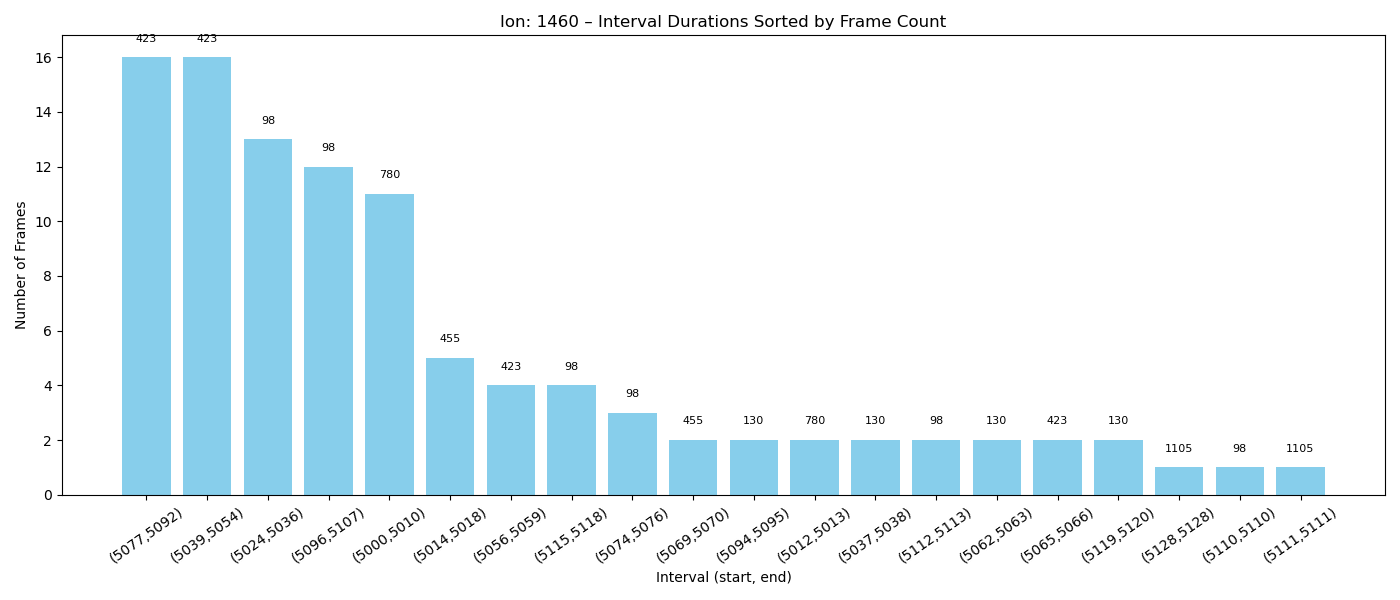 Ion: 1460 – Interval Durations Sorted by Frame Count
423 423 98 98 780 455 423 98 98 455 130 780 130 98 130 423 130 1105 98 1105
Number of Frames
16
14
12
10
8
6
4
2
0
(5077,5092) (5039,5054) (5024,5036) (5096,5107) (5000,5010) (5014,5018) (5056,5059) (5115,5118) (5074,5076) (5069,5070) (5094,5095) (5012,5013) (5037,5038) (5112,5113) (5062,5063) (5065,5066) (5119,5120) (5128,5128) (5110,5110) (5111,5111)
Interval (start, end)